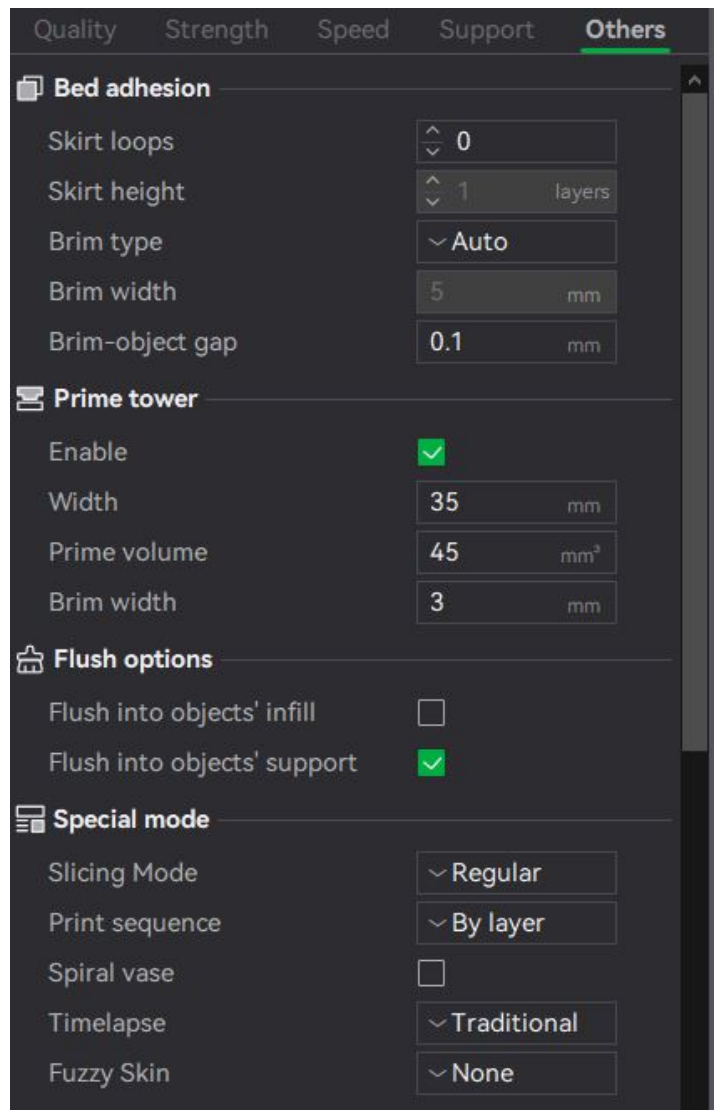 Quality Strength Speed Support Others
Bed adhesion
Skirt loops 0
Skirt height 1 layers
Brim type Auto
Brim width 5 mm
Brim-object gap 0.1 mm
Prime tower
Enable
Width 35 mm
Prime volume 45 mm³
Brim width 3 mm
Flush options
Flush into objects' infill
Flush into objects' support
Special mode
Slicing Mode Regular
Print sequence By layer
Spiral vase
Timelapse Traditional
Fuzzy Skin None